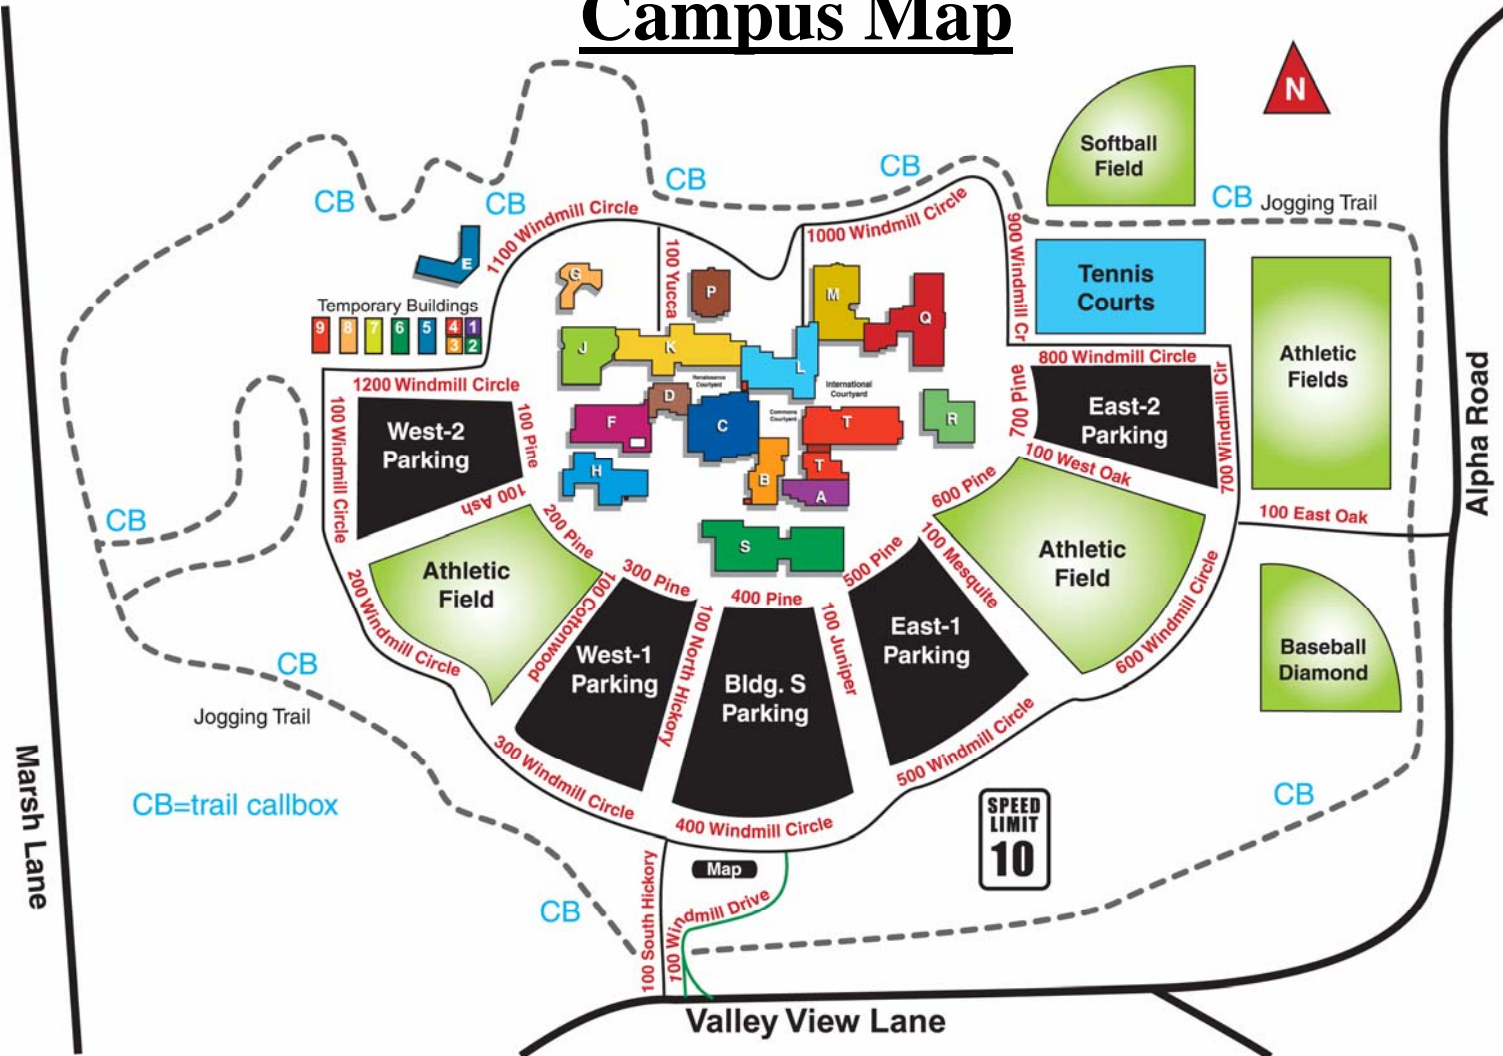 Campus Map
N
Softball
Field
CB
CB
CB
CB
CB
Jogging Trail
1100 Windmill Circle
1000 Windmill Circle
900 Windmill Cr
100 Yucca
E
Temporary Buildings
9
8
7
6
5
4
1
3
2
G
P
M
Q
J
K
L
Tennis
Courts
Athletic
Fields
Alpha Road
800 Windmill Circle
700 Windmill Cir
700 Pine
East-2
Parking
1200 Windmill Circle
100 Windmill Circle
100 Pine
West-2
Parking
100 Ash
Renaissance
Courtyard
International
Courtyard
Commons
Courtyard
D
F
C
T
R
H
B
T
A
S
100 West Oak
600 Pine
100 East Oak
CB
200 Pine
500 Pine
100 Mesquite
Athletic
Field
Athletic
Field
200 Windmill Circle
600 Windmill Circle
300 Pine
400 Pine
100 Cottonwood
100 North Hickory
100 Juniper
West-1
Parking
Bldg. S
Parking
East-1
Parking
Baseball
Diamond
CB
Jogging Trail
300 Windmill Circle
400 Windmill Circle
500 Windmill Circle
Marsh Lane
CB=trail callbox
CB
SPEED
LIMIT
10
Map
CB
100 South Hickory
100 Windmill Drive
Valley View Lane